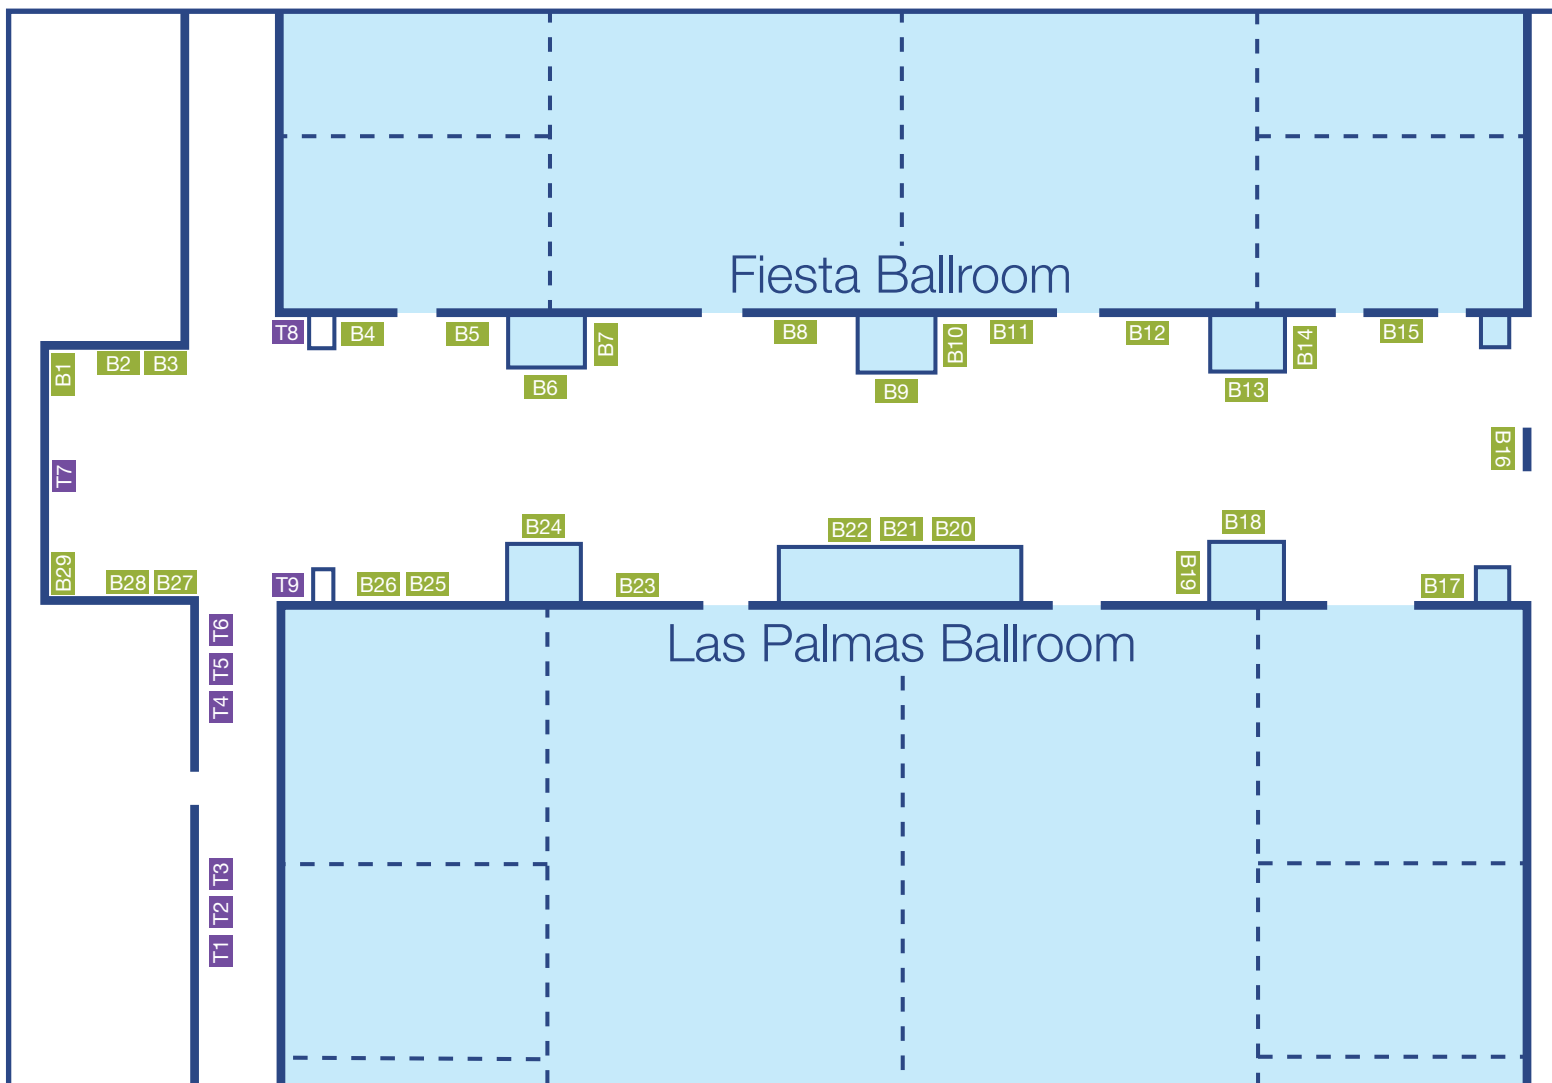 Fiesta Ballroom
T8
B4
B5
B6
B7
B8
B9
B10
B11
B12
B13
B14
B15
B1
B2
B3
T7
B16
B29
B28
B27
T9
B26
B25
B24
B23
B22
B21
B20
B19
B18
B17
Las Palmas Ballroom
T6
T5
T4
T3
T2
T1